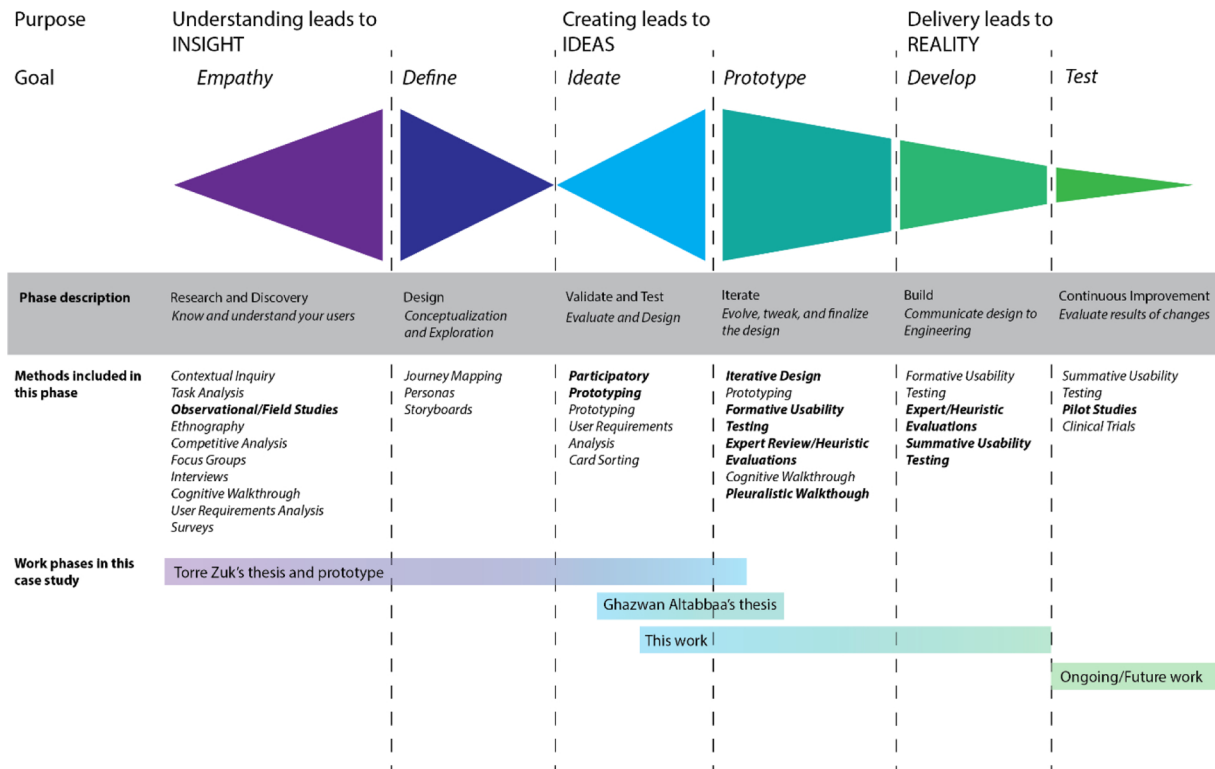 Purpose
Understanding leads to
INSIGHT
Creating leads to
IDEAS
Delivery leads to
REALITY
Goal
Empathy
Define
Ideate
Prototype
Develop
Test
Phase description
Research and Discovery
Know and understand your users
Design
Conceptualization
and Exploration
Validate and Test
Evaluate and Design
Iterate
Evolve, tweak, and finalize
the design
Build
Communicate design to
Engineering
Continuous Improvement
Evaluate results of changes
Methods included in
this phase
Contextual Inquiry
Task Analysis
Observational/Field Studies
Ethnography
Competitive Analysis
Focus Groups
Interviews
Cognitive Walkthrough
User Requirements Analysis
Surveys
Journey Mapping
Personas
Storyboards
Participatory
Prototyping
Prototyping
User Requirements
Analysis
Card Sorting
Iterative Design
Prototyping
Formative Usability
Testing
Expert Review/Heuristic
Evaluations
Cognitive Walkthrough
Pleuralistic Walkthough
Formative Usability
Testing
Expert/Heuristic
Evaluations
Summative Usability
Testing
Summative Usability
Testing
Pilot Studies
Clinical Trials
Work phases in this
case study
Torre Zuk's thesis and prototype
Ghazwan Altabbaa's thesis
This work
Ongoing/Future work